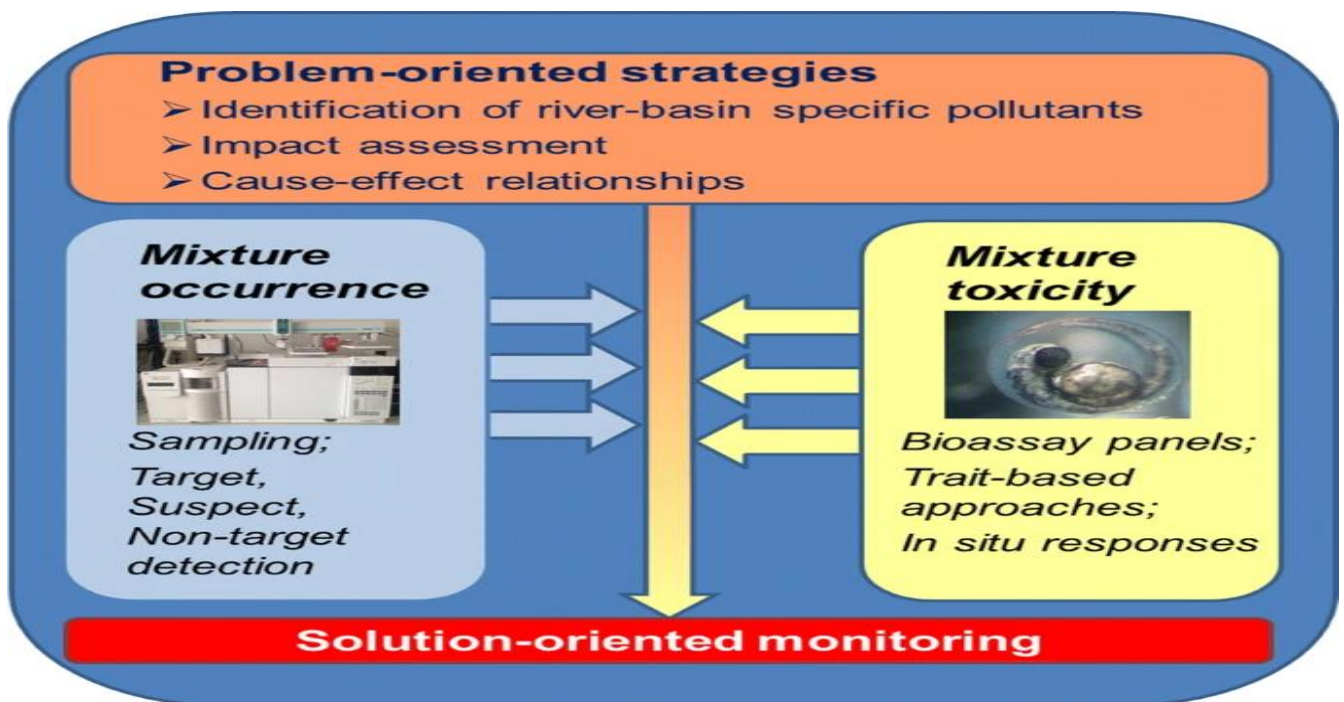 Problem-oriented strategies
➢ Identification of river-basin specific pollutants
➢ Impact assessment
➢ Cause-effect relationships
Mixture
occurrence
Sampling;
Target,
Suspect,
Non-target
detection
Mixture
toxicity
Bioassay panels;
Trait-based
approaches;
In situ responses
Solution-oriented monitoring